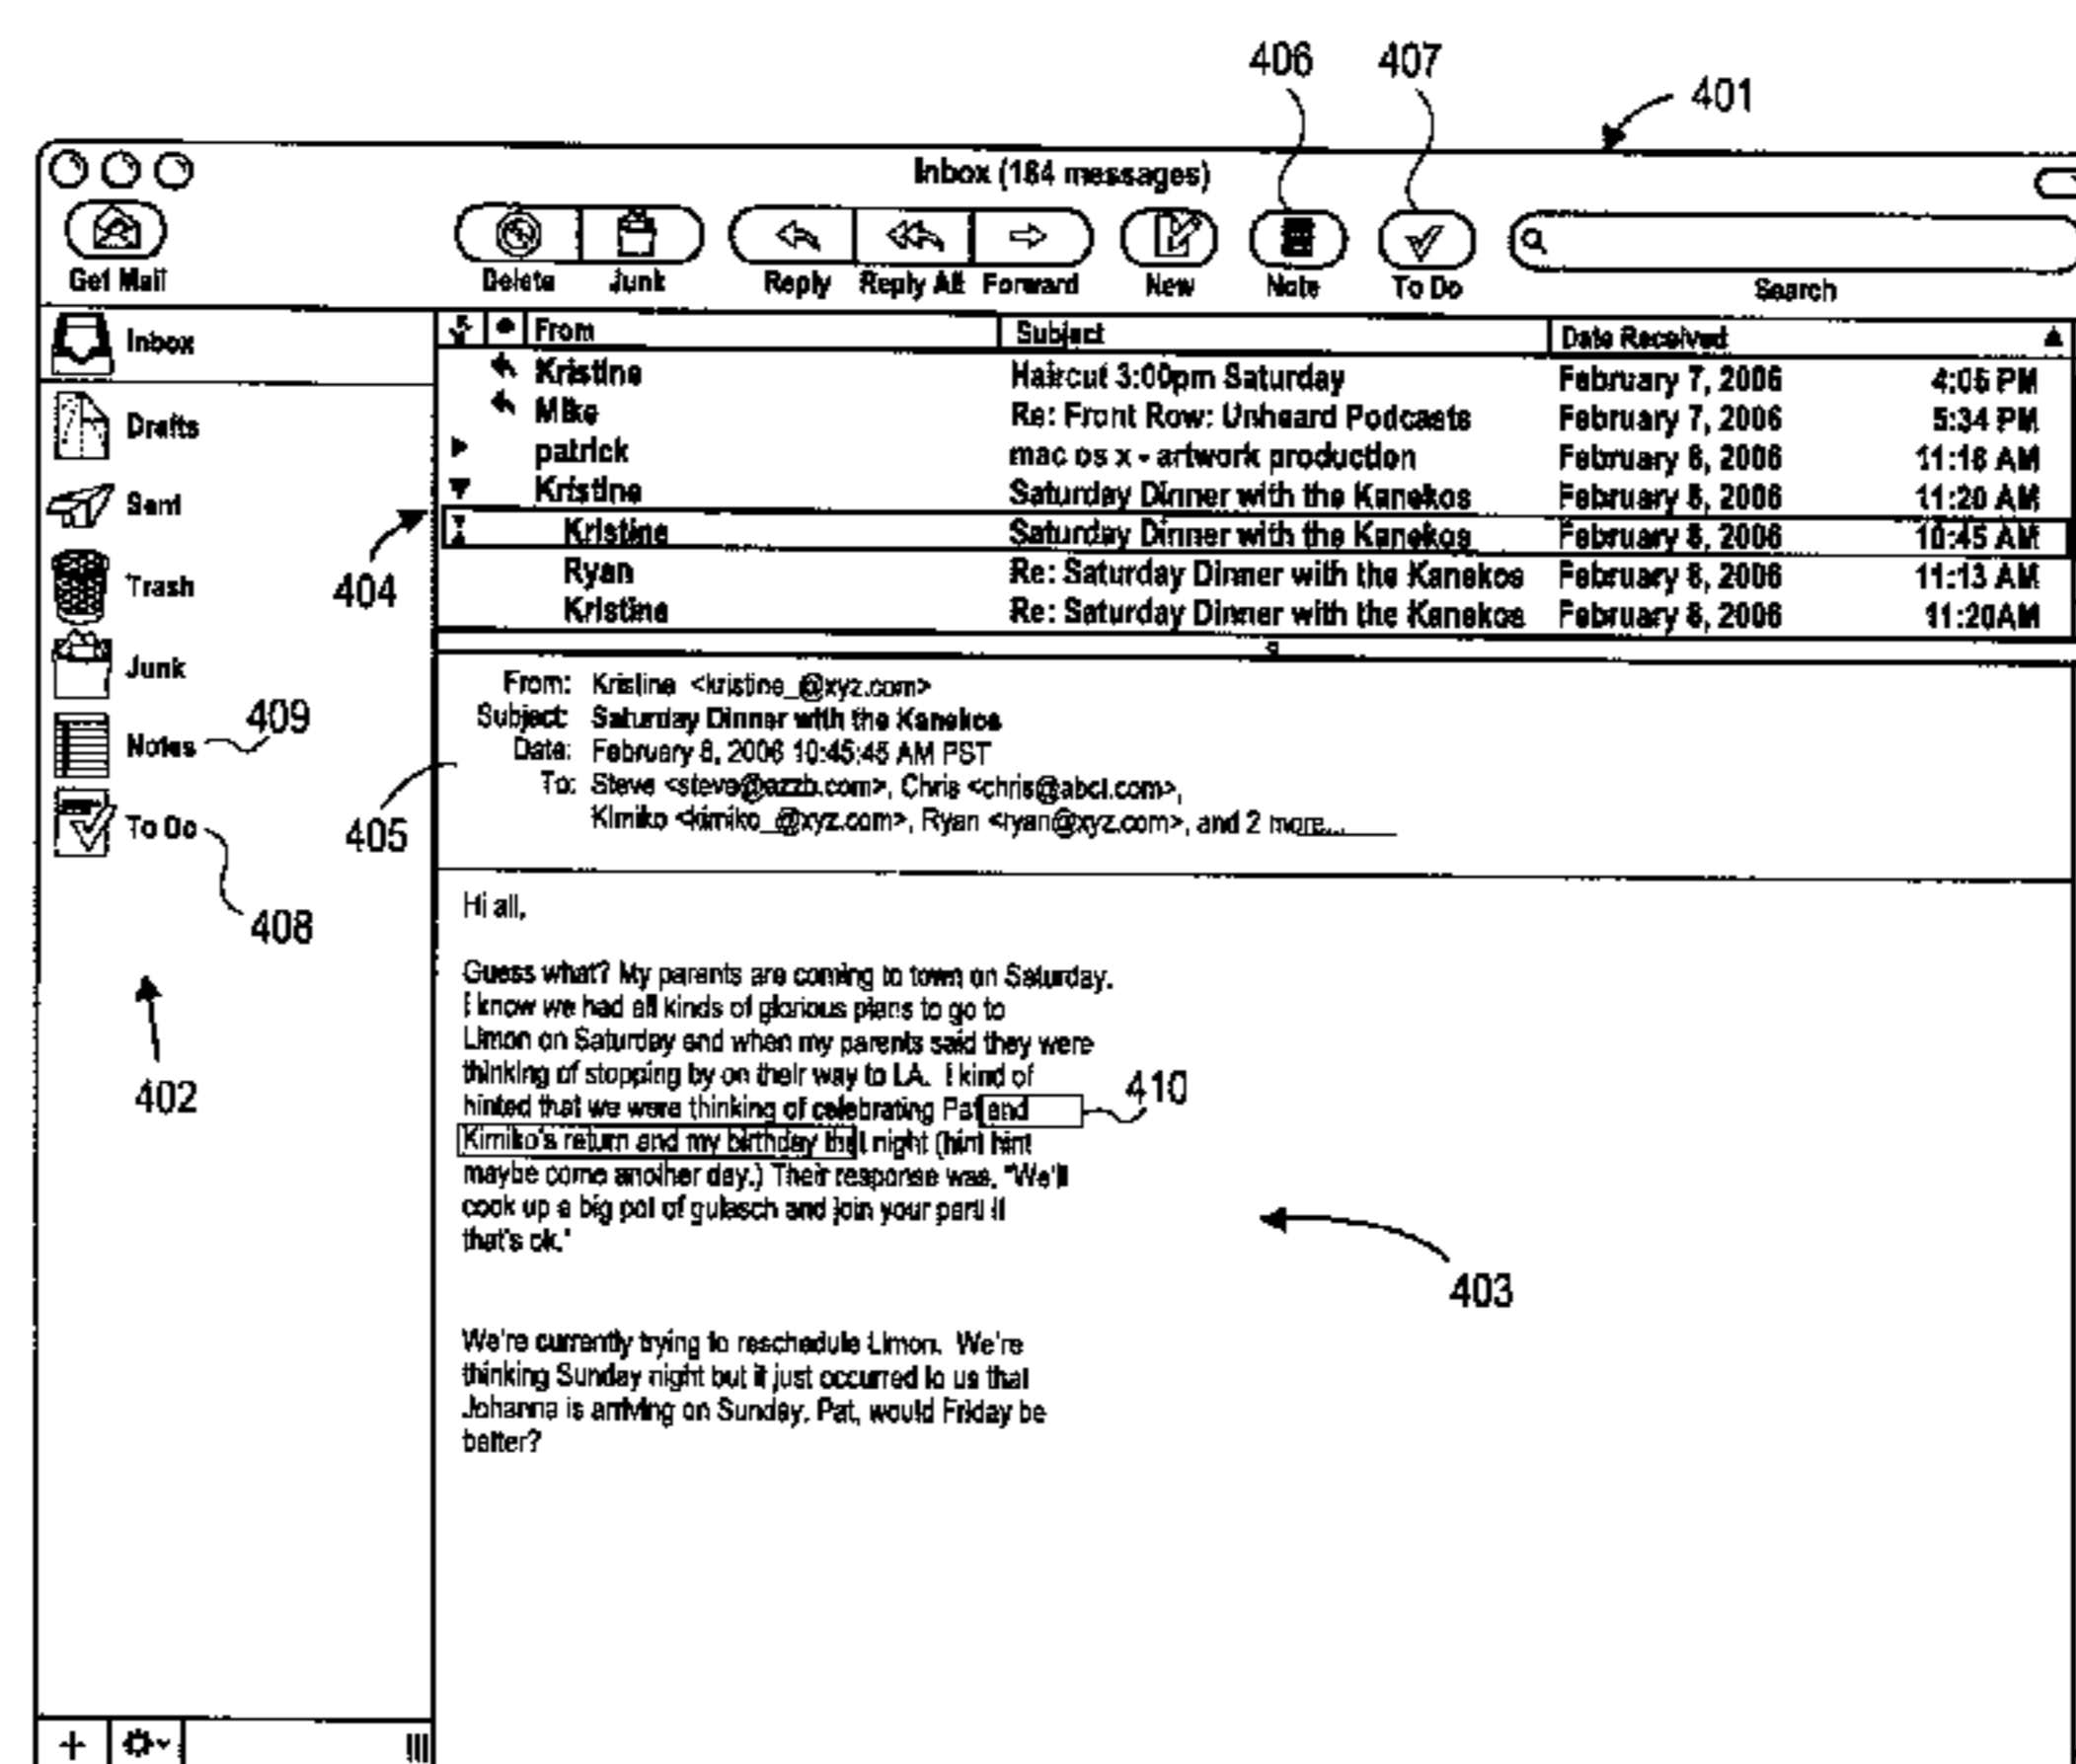 406 407
401
Inbox (184 messages)
Get Mail Delete Junk Reply Reply All Forward New Note To Do Search
Inbox
Drafts
Sent
Trash
Junk
Notes 409
To Do
408
402
404
405
From Subject Date Received
Kristine Haircut 3:00pm Saturday February 7, 2006 4:05 PM
Mike Re: Front Row: Unheard Podcasts February 7, 2006 5:34 PM
patrick mac os x - artwork production February 8, 2006 11:16 AM
Kristine Saturday Dinner with the Kanekos February 8, 2006 11:20 AM
Kristine Saturday Dinner with the Kanekos February 8, 2006 10:45 AM
Ryan Re: Saturday Dinner with the Kanekos February 8, 2006 11:13 AM
Kristine Re: Saturday Dinner with the Kanekos February 8, 2006 11:20AM
From: Kristine <kristine_@xyz.com>
Subject: Saturday Dinner with the Kanekos
Date: February 8, 2006 10:45:45 AM PST
To: Steve Chris <chris@abcl.com>,
Kimiko <kimiko_@xyz.com>, Ryan <ryan@xyz.com>, and 2 more...
Hi all,
Guess what? My parents are coming to town on Saturday.
I know we had all kinds of glorious plans to go to
Limon on Saturday and when my parents said they were
thinking of stopping by on their way to LA. I kind of
hinted that we were thinking of celebrating Pat and
410
Kimiko's return and my birthday that night (hint hint
maybe come another day.) Their response was, "We'll
cook up a big pot of gulasch and join your
that's ok."
403
We're currently trying to reschedule Limon. We're
thinking Sunday night but it just occurred to us that
Johanna is arriving on Sunday. Pat, would Friday be
better?